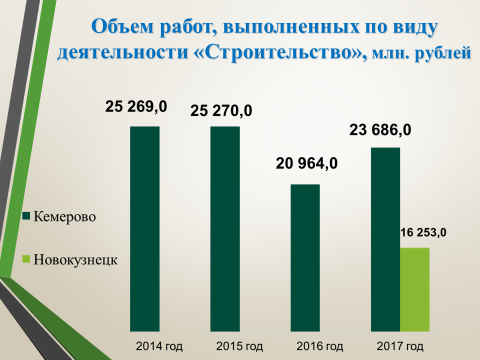 Объем работ, выполненных по виду
деятельности «Строительство», млн. рублей
25 269,0
25 270,0
20 964,0
23 686,0
16 253,0
Кемерово
Новокузнецк
2014 год
2015 год
2016 год
2017 год